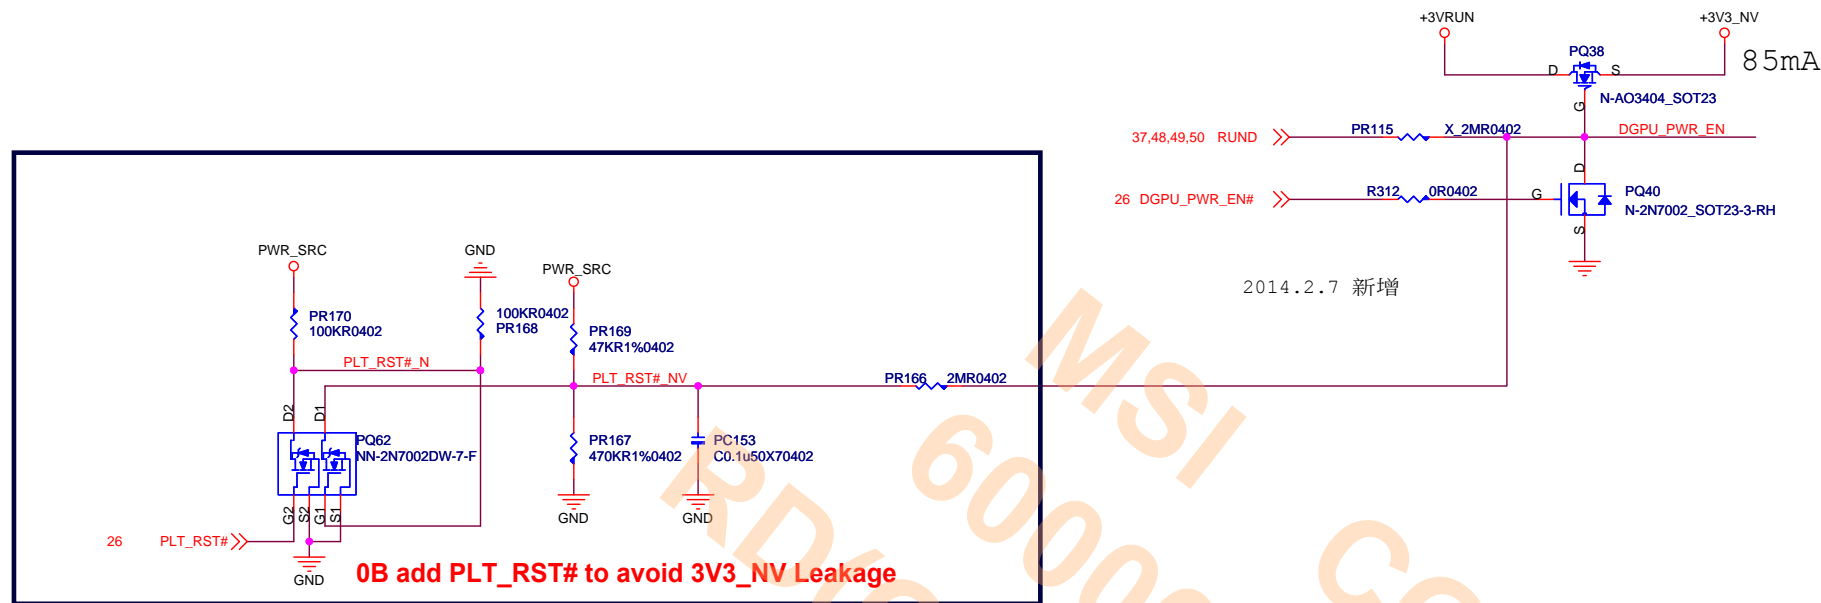 +3VRUN
+3V3_NV
PQ38
85mA
D
S
N-AO3404_SOT23
G
37,48,49,50 RUND
PR115
X_2MR0402
DGPU_PWR_EN
D
26 DGPU_PWR_EN#
R312
0R0402
G
PQ40
N-2N7002_SOT23-3-RH
S
2014.2.7 新增
PWR_SRC
GND
PWR_SRC
PR170
100KR0402
100KR0402
PR168
PR169
47KR1%0402
PLT_RST#_N
PLT_RST#_NV
PR166
2MR0402
D2
D1
PQ62
NN-2N7002DW-7-F
PR167
470KR1%0402
PC153
C0.1u50X70402
G2
S2
G1
S1
GND
GND
26
PLT_RST#
GND
0B add PLT_RST# to avoid 3V3_NV Leakage
MSI